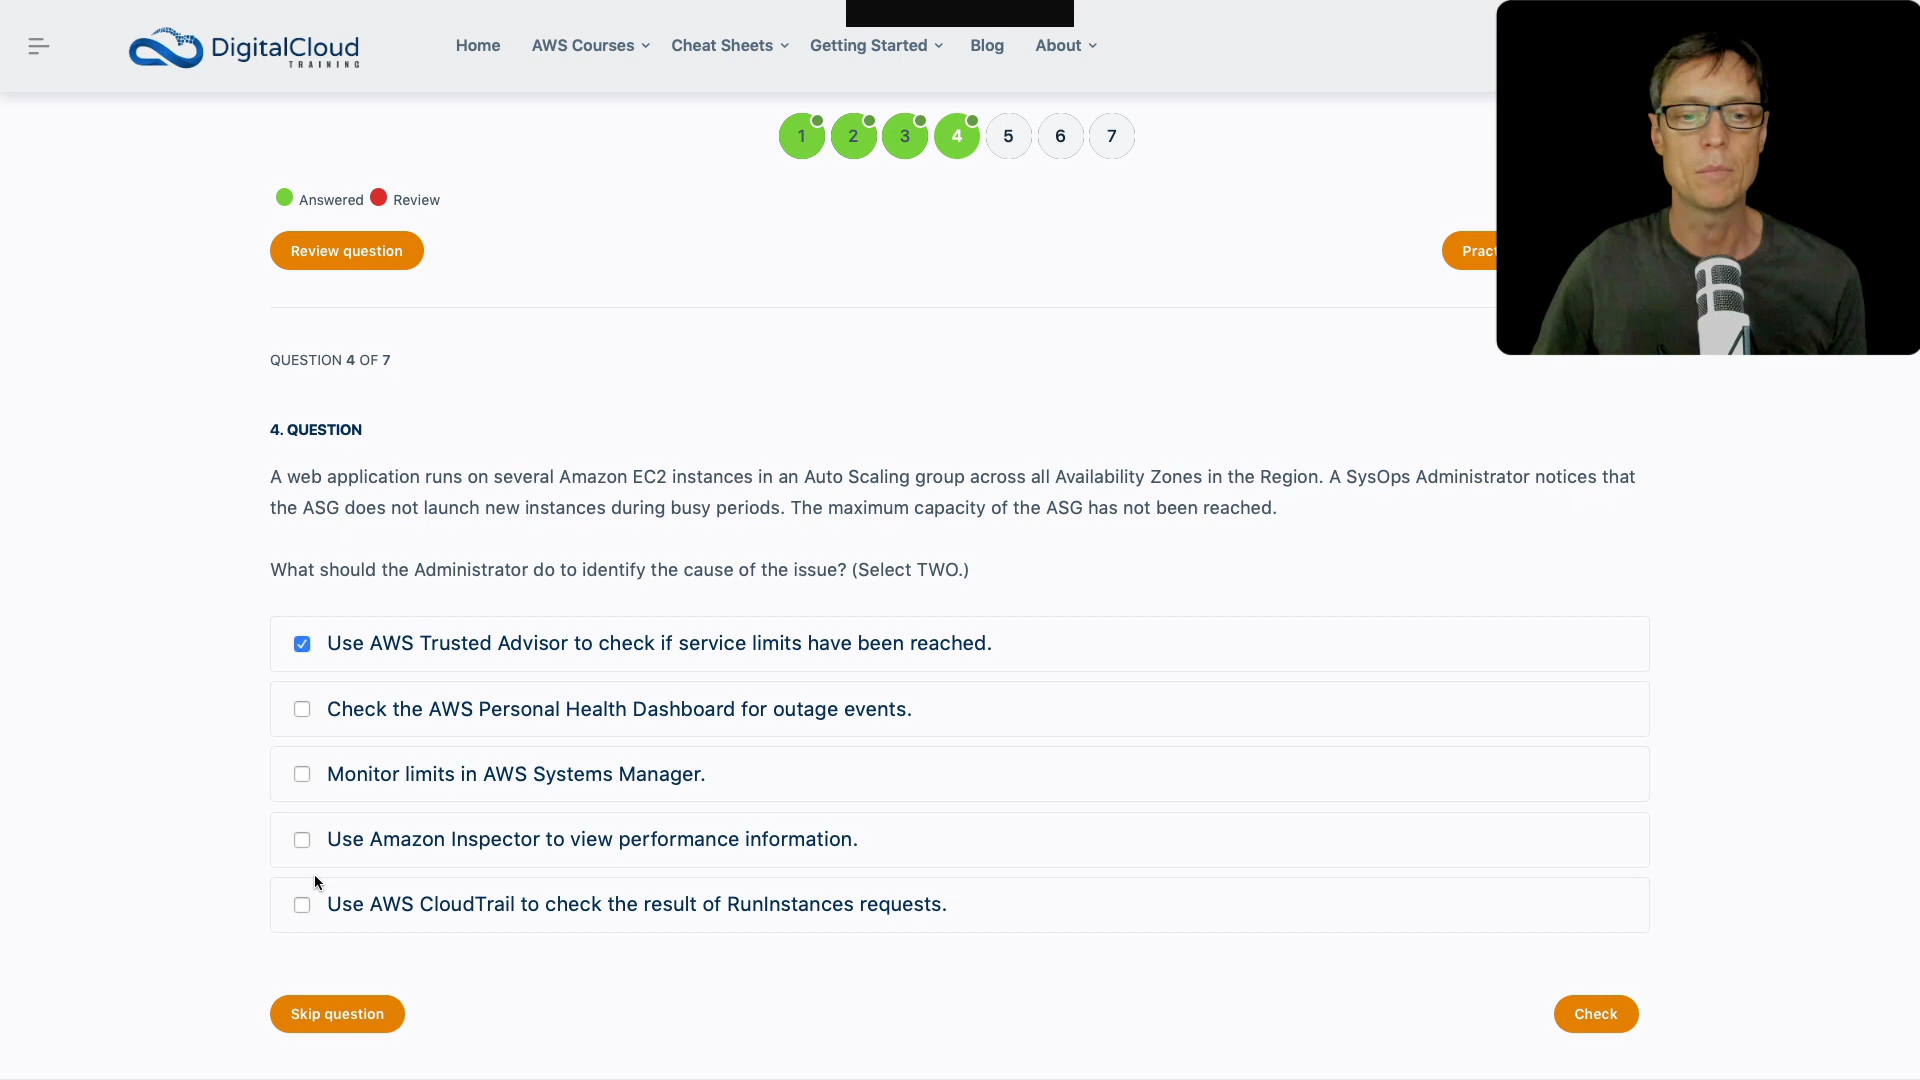 DigitalCloud
TRAINING
Home
AWS Courses
Cheat Sheets
Getting Started
Blog
About
1
2
3
4
5
6
7
Answered
Review
Review question
Pract
QUESTION 4 OF 7
4. QUESTION
A web application runs on several Amazon EC2 instances in an Auto Scaling group across all Availability Zones in the Region. A SysOps Administrator notices that
the ASG does not launch new instances during busy periods. The maximum capacity of the ASG has not been reached.
What should the Administrator do to identify the cause of the issue? (Select TWO.)
Use AWS Trusted Advisor to check if service limits have been reached.
Check the AWS Personal Health Dashboard for outage events.
Monitor limits in AWS Systems Manager.
Use Amazon Inspector to view performance information.
Use AWS CloudTrail to check the result of RunInstances requests.
Skip question
Check